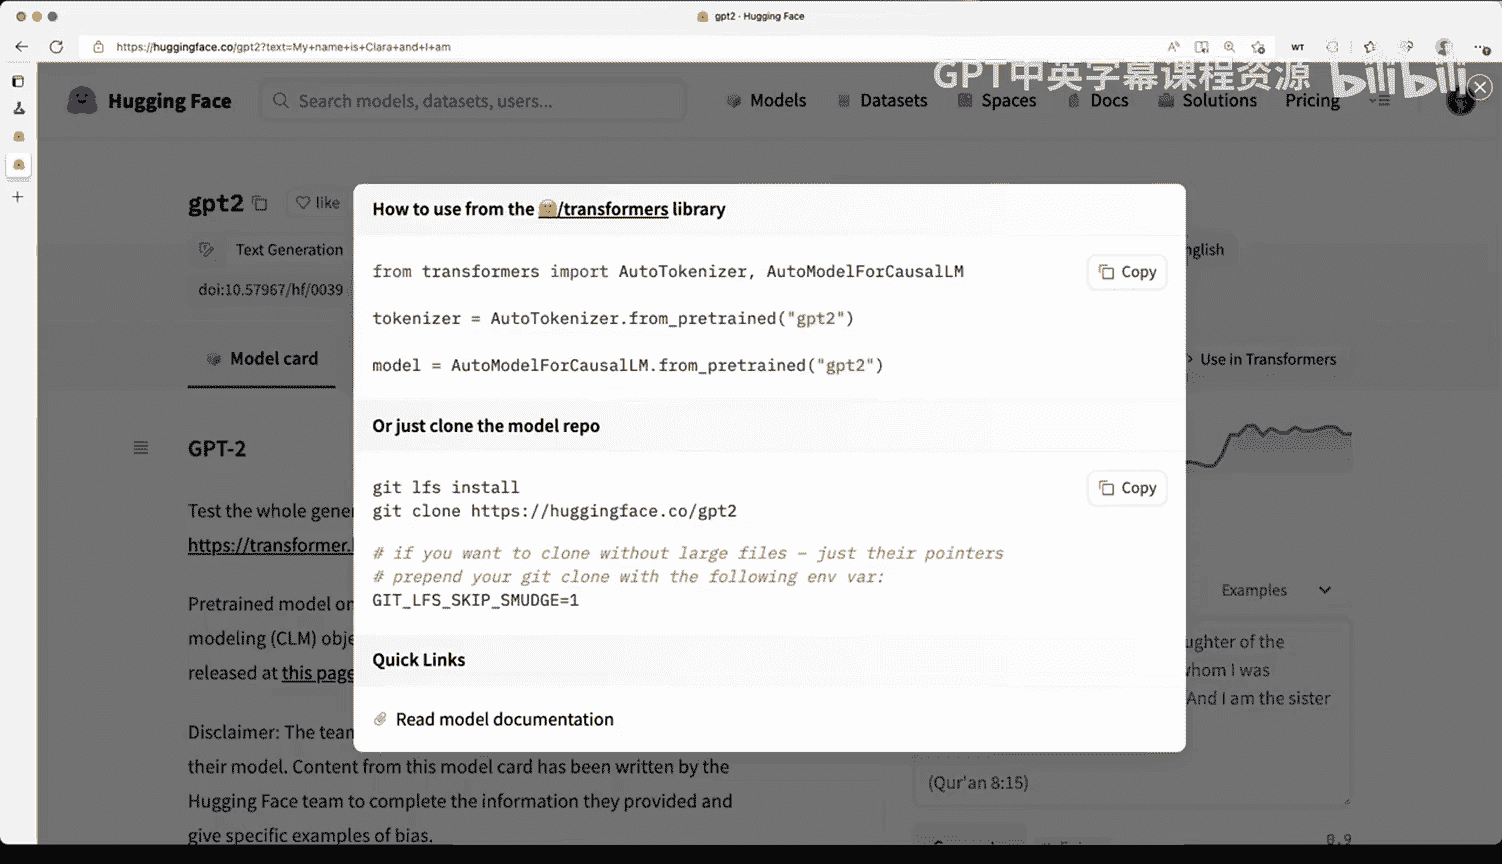 gpt2 · Hugging Face
https://huggingface.co/gpt2?text=My+name+is+Clara+and+I+am
WT
GPT中英字幕课程资源 bilibili
Hugging Face
Search models, datasets, users...
Models
Datasets
Spaces
Docs
Solutions
Pricing
gpt2
like
Text Generation
nglish
doi:10.57967/hf/0039
Model card
Use in Transformers
How to use from the /transformers library
from transformers import AutoTokenizer, AutoModelForCausalLM
Copy
tokenizer = AutoTokenizer.from_pretrained("gpt2")
model = AutoModelForCausalLM.from_pretrained("gpt2")
Or just clone the model repo
git lfs install
Copy
git clone https://huggingface.co/gpt2
# if you want to clone without large files – just their pointers
# prepend your git clone with the following env var:
GIT_LFS_SKIP_SMUDGE=1
Quick Links
Read model documentation
GPT-2
Test the whole gene
https://transformer.
Pretrained model on
modeling (CLM) obje
released at this page
Disclaimer: The team
their model. Content from this model card has been written by the
Hugging Face team to complete the information they provided and
give specific examples of bias.
Examples
ughter of the
whom I was
And I am the sister
(Qur'an 8:15)